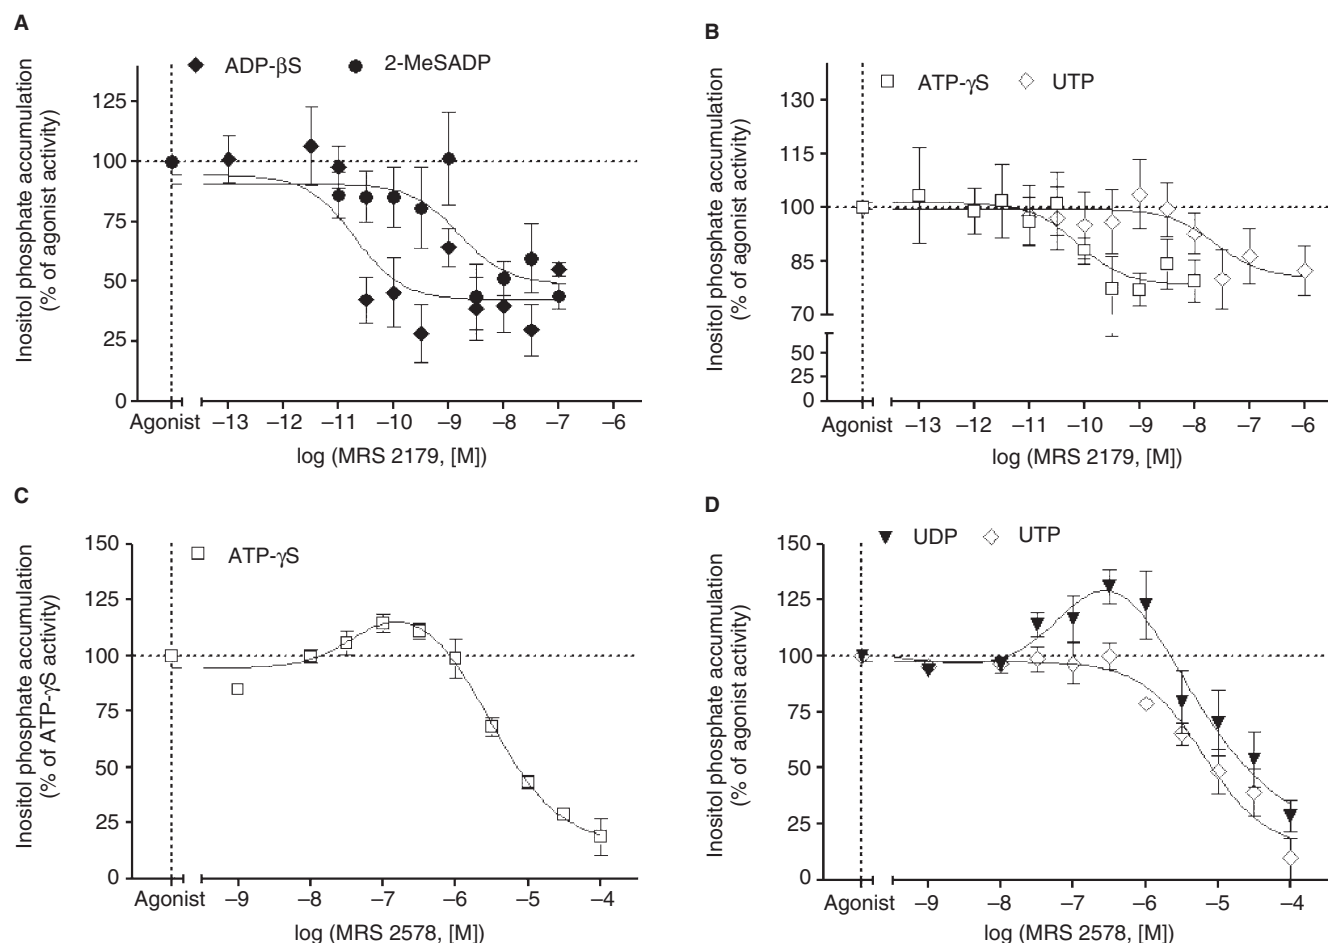 A
ADP-βS 2-MeSADP
Inositol phosphate accumulation
(% of agonist activity)
125
100
75
50
25
0
Agonist –13 –12 –11 –10 –9 –8 –7 –6
log (MRS 2179, [M])
B
ATP-γS UTP
Inositol phosphate accumulation
(% of agonist activity)
130
115
100
85
70
50
25
0
Agonist –13 –12 –11 –10 –9 –8 –7 –6
log (MRS 2179, [M])
C
ATP-γS
Inositol phosphate accumulation
(% of ATP-γS activity)
150
125
100
75
50
25
0
Agonist –9 –8 –7 –6 –5 –4
log (MRS 2578, [M])
D
UDP UTP
Inositol phosphate accumulation
(% of agonist activity)
150
125
100
75
50
25
0
Agonist –9 –8 –7 –6 –5 –4
log (MRS 2578, [M])